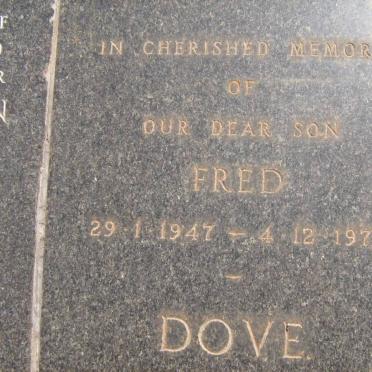 IN CHERISHED MEMOR
OF
OUR DEAR SON
FRED
29·1·1947 – 4·12·197
–
DOVE.